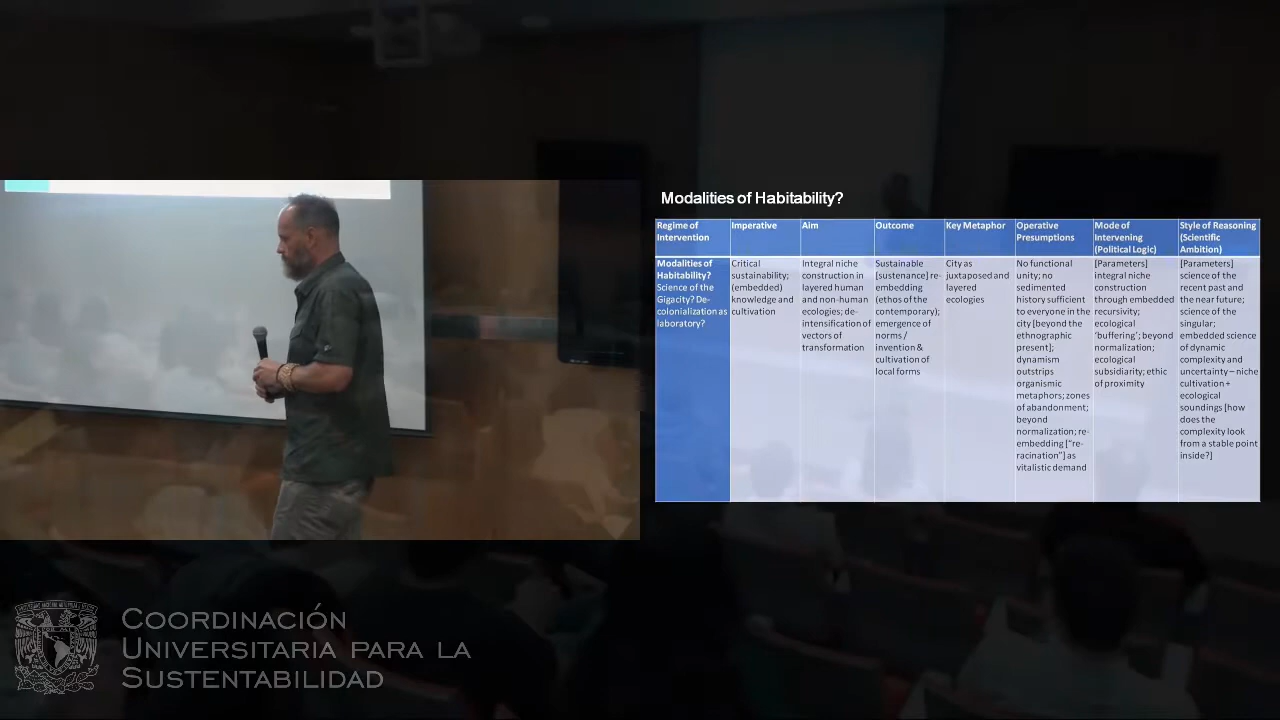 Modalities of Habitability?
Regime of
Intervention
Imperative
Aim
Outcome
Key Metaphor
Operative
Presumptions
Mode of
Intervening
(Political Logic)
Style of Reasoning
(Scientific
Ambition)
Modalities of
Habitability?
Science of the
Gigacity? De-
colonialization as
laboratory?
Critical
sustainability;
(embedded)
knowledge and
cultivation
Integral niche
construction in
layered human
and non-human
ecologies; de-
intensification of
vectors of
transformation
Sustainable
[sustenance] re-
embedding
(ethos of the
contemporary);
emergence of
norms /
invention &
cultivation of
local forms
City as
juxtaposed and
layered
ecologies
No functional
unity; no
sedimented
history sufficient
to everyone in the
city [beyond the
ethnographic
present];
dynamism
outstrips
organismic
metaphors; zones
of abandonment;
beyond
normalization; re-
embedding ["re-
racination"] as
vitalistic demand
[Parameters]
integral niche
construction
through embedded
recursivity;
ecological
'buffering'; beyond
normalization;
ecological
subsidiarity; ethic
of proximity
[Parameters]
science of the
recent past and
the near future;
science of the
singular;
embedded science
of dynamic
complexity and
uncertainty – niche
cultivation +
ecological
soundings [how
does the
complexity look
from a stable point
inside?]
COORDINACIÓN
UNIVERSITARIA PARA LA
SUSTENTABILIDAD